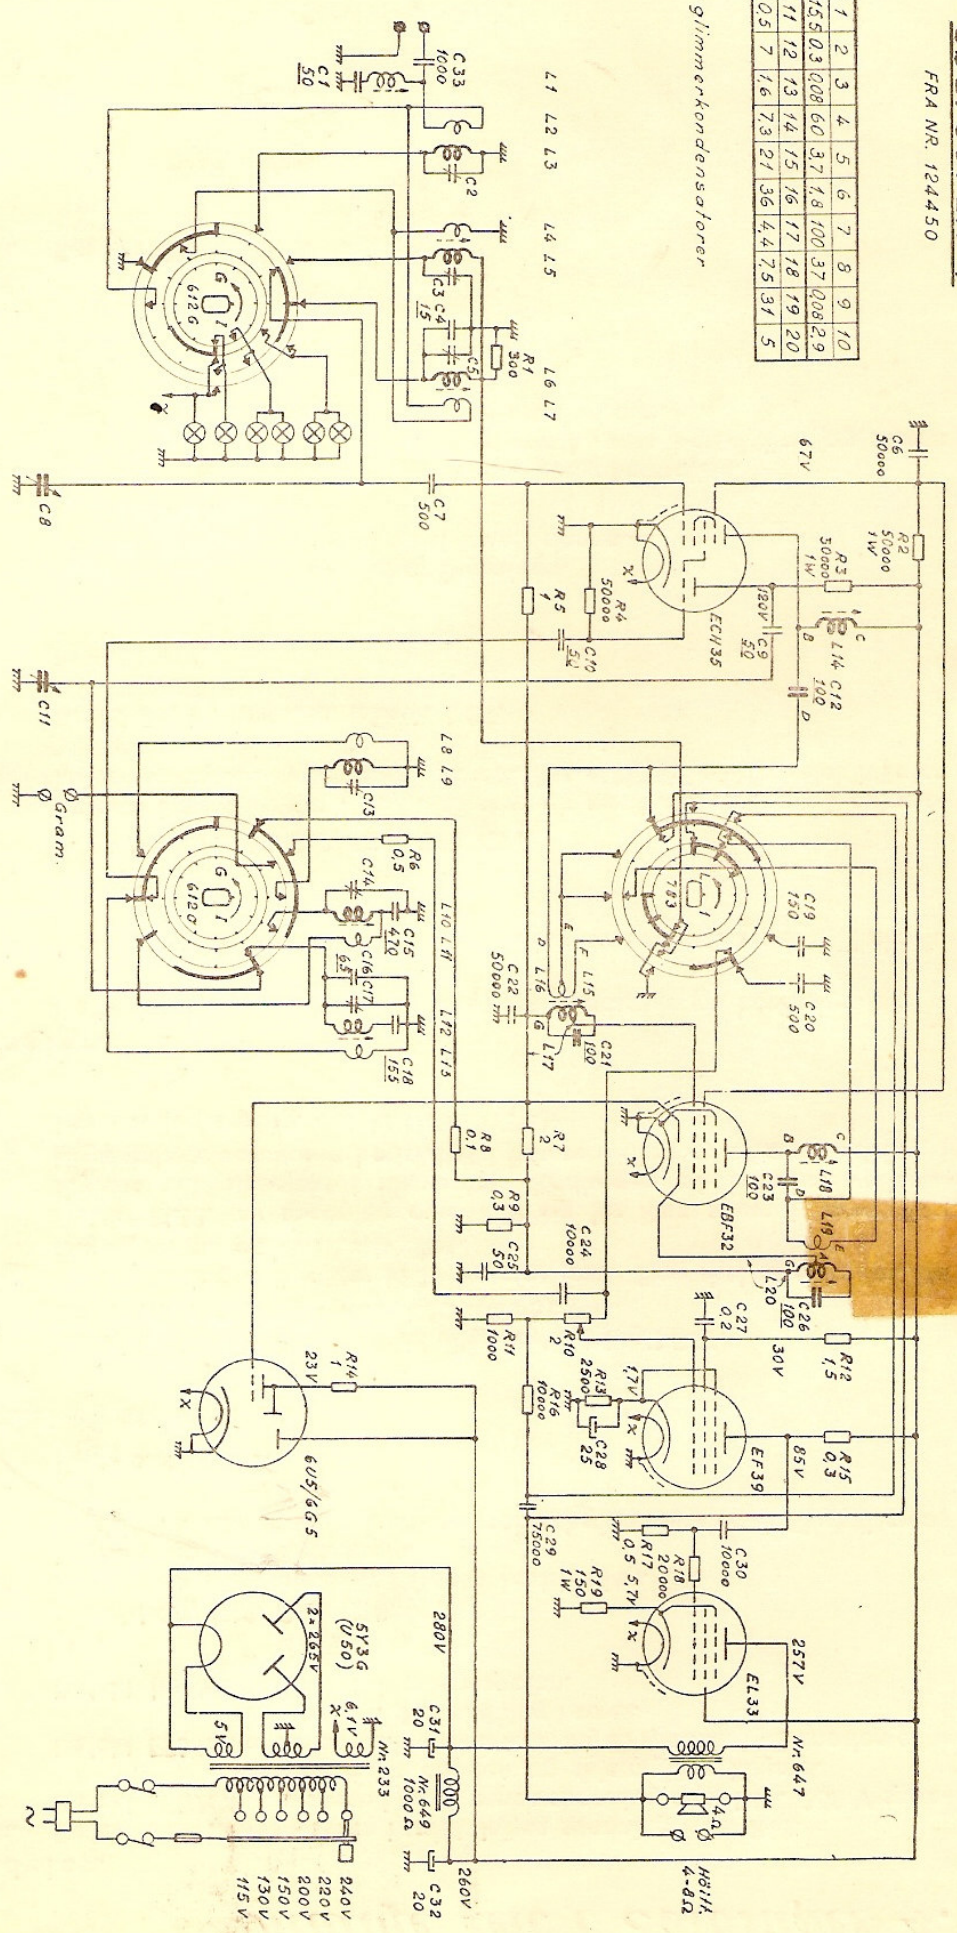 FRA NR. 124450
1 2 3 4 5 6 7 8 9 10
15,5 0,3 0,08 60 3,7 1,8 100 37 0,08 2,9
11 12 13 14 15 16 17 18 19 20
0,5 7 1,6 7,3 21 36 4,4 7,5 31 5
glimmerkondensatorer
C6
50000
R2
50000
1W
R3
30000
1W
L14
C
B
C12
100
D
67V
120V
C9
50
ECH35
R4
50000
R5
1
C10
50
X
C7
500
C8
C11
C33
1000
C1
50
L1 L2 L3
C2
L4 L5
C3
C4
15
C5
R1
300
L6 L7
G
612G
I
~
L8 L9
C13
Gram.
R6
0,5
C14
L10 L11
C15
470
C16
65
C17
L12 L13
C18
155
G
612G
I
L I
783
C19
150
C20
500
D
E
F
L15
L16
G
C21
100
L17
C22
50000
R7
2
R8
0,1
R9
0,3
C25
50
C24
10000
X
EBF32
C
B
L18
D
C23
100
L19
E
A
G
L20
C26
100
C27
0,2
30V
R12
1,5
R10
2
R11
1000
R13
2500
1,7V
C28
25
R16
10000
X
EF39
85V
R15
0,3
R14
1
23V
X
6U5/6G5
C29
75000
C30
10000
R17
0,5
R18
20000
5,7V
R19
150
1W
X
EL33
257V
Nr. 647
4Ω
Höitt.
4-8Ω
280V
5Y3G
(U50)
2 x 265V
5V
6,1V
X
Nr. 233
C31
20
Nr. 649
1000 Ω
C32
20
260V
~
240V
220V
200V
150V
130V
115V